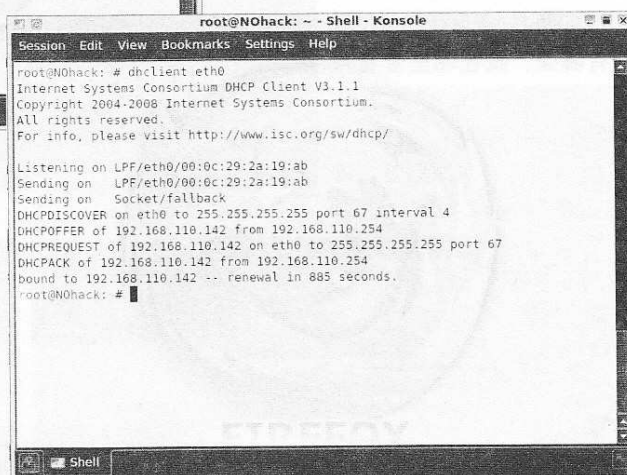 root@NOhack: ~ - Shell - Konsole
Session Edit View Bookmarks Settings Help
root@NOhack: # dhclient eth0
Internet Systems Consortium DHCP Client V3.1.1
Copyright 2004-2008 Internet Systems Consortium.
All rights reserved.
For info, please visit http://www.isc.org/sw/dhcp/
Listening on LPF/eth0/00:0c:29:2a:19:ab
Sending on   LPF/eth0/00:0c:29:2a:19:ab
Sending on   Socket/fallback
DHCPDISCOVER on eth0 to 255.255.255.255 port 67 interval 4
DHCPOFFER of 192.168.110.142 from 192.168.110.254
DHCPREQUEST of 192.168.110.142 on eth0 to 255.255.255.255 port 67
DHCPACK of 192.168.110.142 from 192.168.110.254
bound to 192.168.110.142 -- renewal in 885 seconds.
root@NOhack: #
FIREFOX
Shell